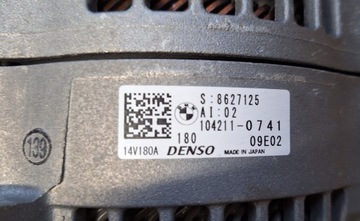 139
S:8627125
AI:02
104211-0741
180 09E02
14V180A DENSO MADE IN JAPAN